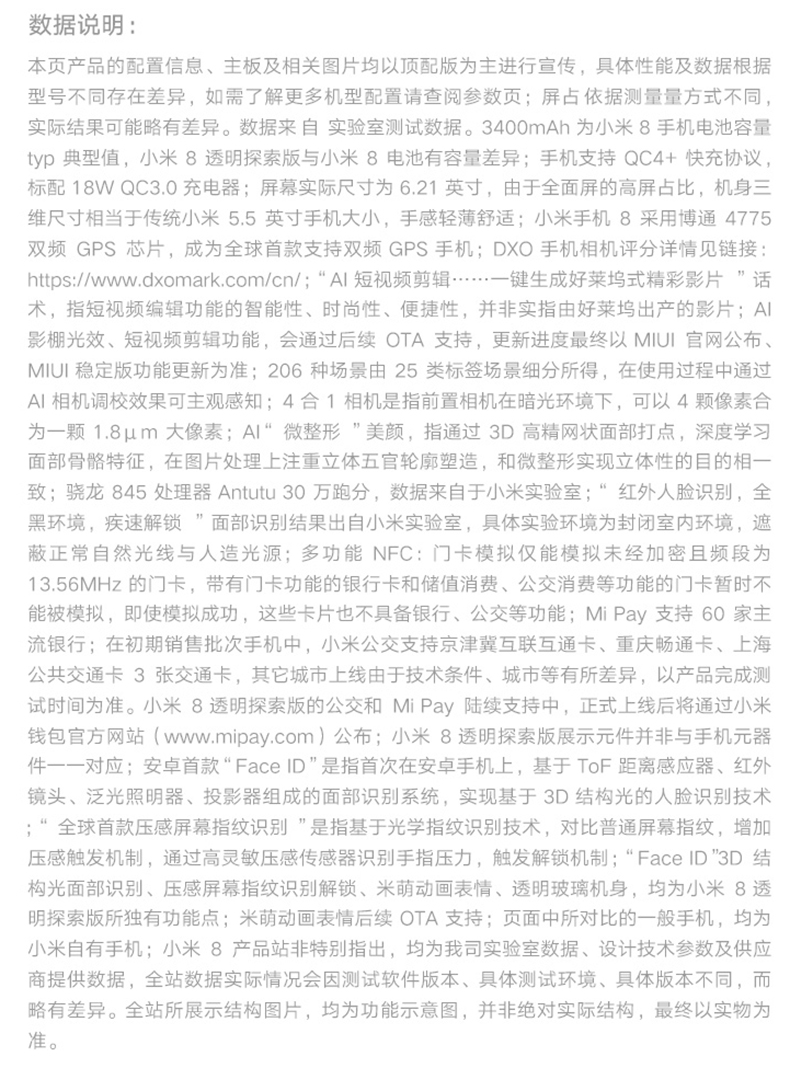 数据说明：
本页产品的配置信息、主板及相关图片均以顶配版为主进行宣传，具体性能及数据根据
型号不同存在差异，如需了解更多机型配置请查阅参数页；屏占依据测量量方式不同，
实际结果可能略有差异。数据来自 实验室测试数据。3400mAh 为小米 8 手机电池容量
typ 典型值，小米 8 透明探索版与小米 8 电池有容量差异；手机支持 QC4+ 快充协议，
标配 18W QC3.0 充电器；屏幕实际尺寸为 6.21 英寸，由于全面屏的高屏占比，机身三
维尺寸相当于传统小米 5.5 英寸手机大小，手感轻薄舒适；小米手机 8 采用博通 4775
双频 GPS 芯片，成为全球首款支持双频 GPS 手机；DXO 手机相机评分详情见链接：
https://www.dxomark.com/cn/；“AI 短视频剪辑……一键生成好莱坞式精彩影片 ”话
术，指短视频编辑功能的智能性、时尚性、便捷性，并非实指由好莱坞出产的影片；AI
影棚光效、短视频剪辑功能，会通过后续 OTA 支持，更新进度最终以 MIUI 官网公布、
MIUI 稳定版功能更新为准；206 种场景由 25 类标签场景细分所得，在使用过程中通过
AI 相机调校效果可主观感知；4 合 1 相机是指前置相机在暗光环境下，可以 4 颗像素合
为一颗 1.8μm 大像素；AI“ 微整形 ”美颜，指通过 3D 高精网状面部打点，深度学习
面部骨骼特征，在图片处理上注重立体五官轮廓塑造，和微整形实现立体性的目的相一
致；骁龙 845 处理器 Antutu 30 万跑分，数据来自于小米实验室；“ 红外人脸识别，全
黑环境，疾速解锁 ”面部识别结果出自小米实验室，具体实验环境为封闭室内环境，遮
蔽正常自然光线与人造光源；多功能 NFC：门卡模拟仅能模拟未经加密且频段为
13.56MHz 的门卡，带有门卡功能的银行卡和储值消费、公交消费等功能的门卡暂时不
能被模拟，即使模拟成功，这些卡片也不具备银行、公交等功能；Mi Pay 支持 60 家主
流银行；在初期销售批次手机中，小米公交支持京津冀互联互通卡、重庆畅通卡、上海
公共交通卡 3 张交通卡，其它城市上线由于技术条件、城市等有所差异，以产品完成测
试时间为准。小米 8 透明探索版的公交和 Mi Pay 陆续支持中，正式上线后将通过小米
钱包官方网站（www.mipay.com）公布；小米 8 透明探索版展示元件并非与手机元器
件一一对应；安卓首款“Face ID”是指首次在安卓手机上，基于 ToF 距离感应器、红外
镜头、泛光照明器、投影器组成的面部识别系统，实现基于 3D 结构光的人脸识别技术
；“ 全球首款压感屏幕指纹识别 ”是指基于光学指纹识别技术，对比普通屏幕指纹，增加
压感触发机制，通过高灵敏压感传感器识别手指压力，触发解锁机制；“Face ID”3D 结
构光面部识别、压感屏幕指纹识别解锁、米萌动画表情、透明玻璃机身，均为小米 8 透
明探索版所独有功能点；米萌动画表情后续 OTA 支持；页面中所对比的一般手机，均为
小米自有手机；小米 8 产品站非特别指出，均为我司实验室数据、设计技术参数及供应
商提供数据，全站数据实际情况会因测试软件版本、具体测试环境、具体版本不同，而
略有差异。全站所展示结构图片，均为功能示意图，并非绝对实际结构，最终以实物为
准。